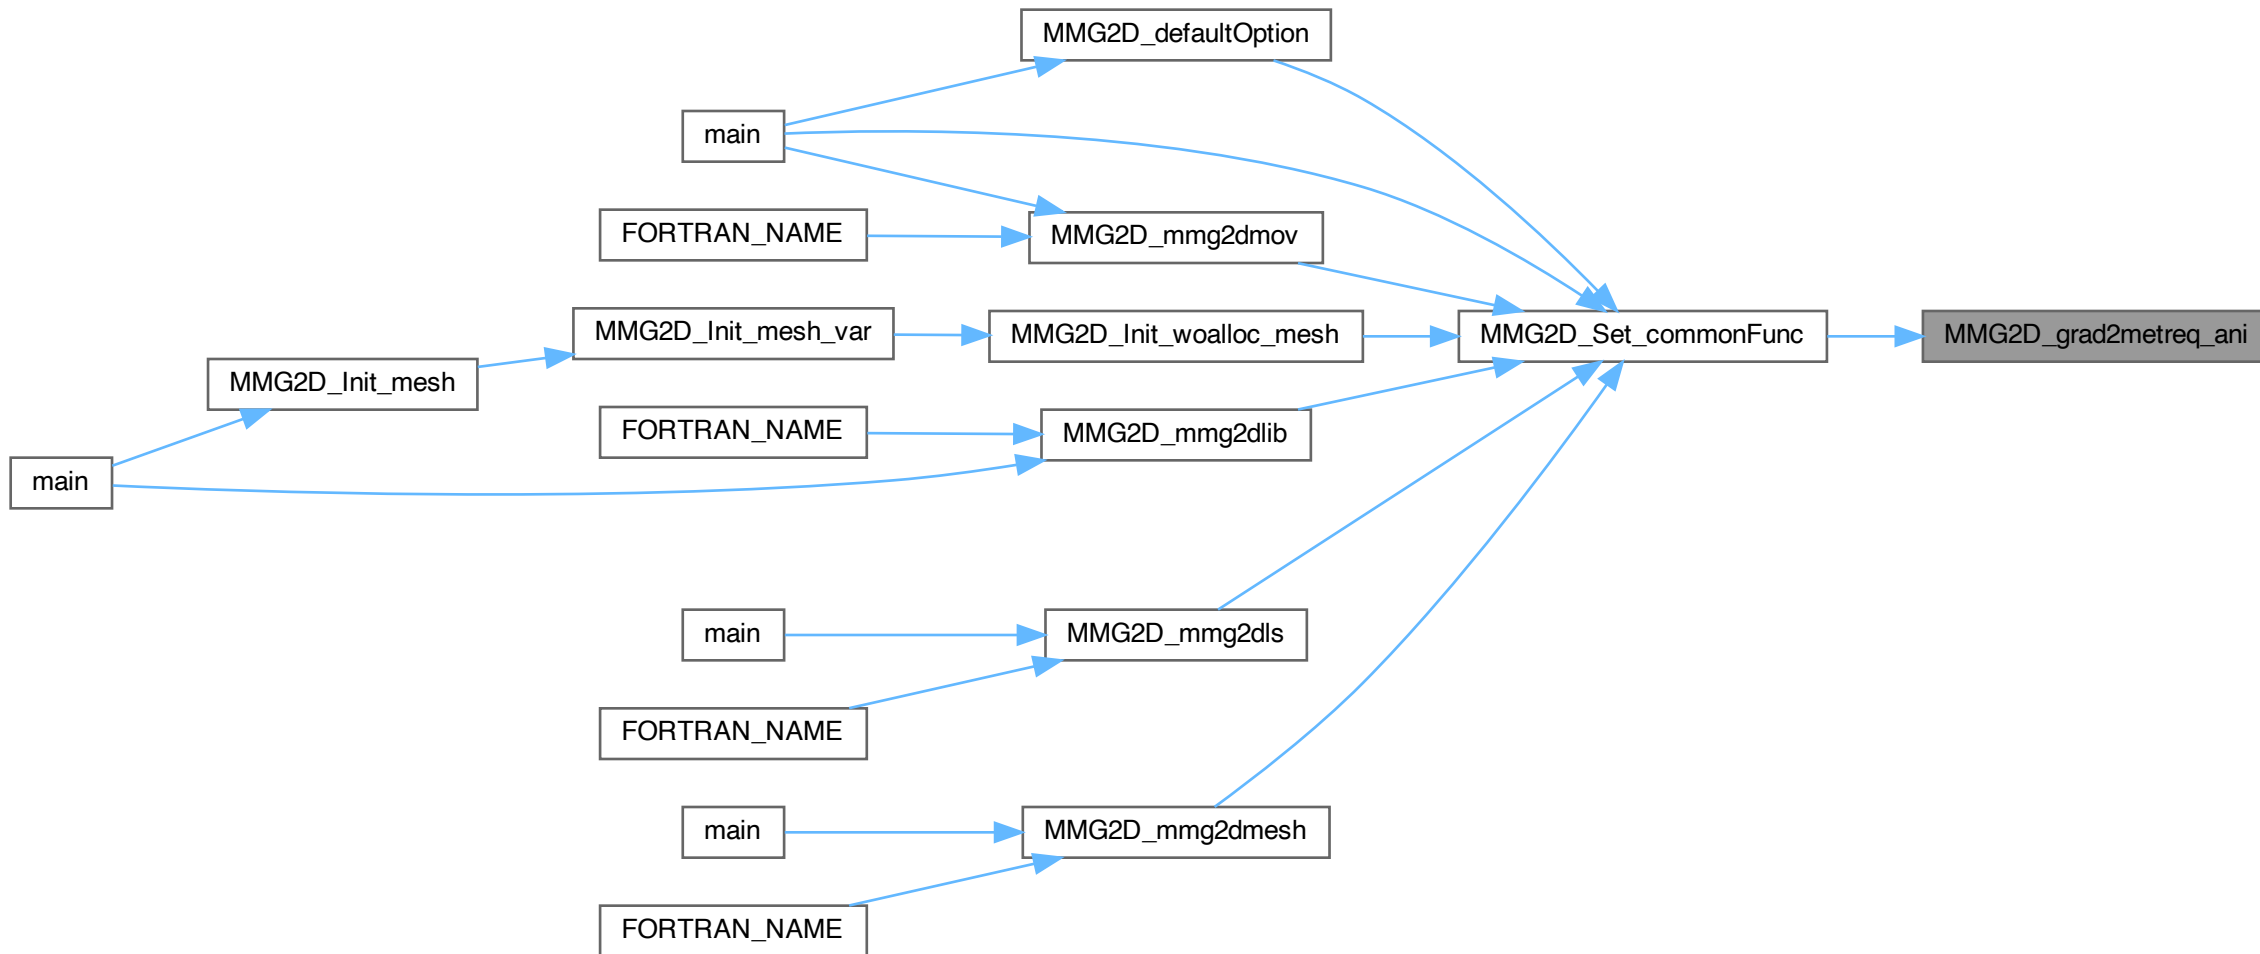 MMG2D_defaultOption
main
FORTRAN_NAME
MMG2D_mmg2dmov
MMG2D_Init_mesh_var
MMG2D_Init_woalloc_mesh
MMG2D_Set_commonFunc
MMG2D_grad2metreq_ani
MMG2D_Init_mesh
FORTRAN_NAME
MMG2D_mmg2dlib
main
main
MMG2D_mmg2dls
FORTRAN_NAME
main
MMG2D_mmg2dmesh
FORTRAN_NAME